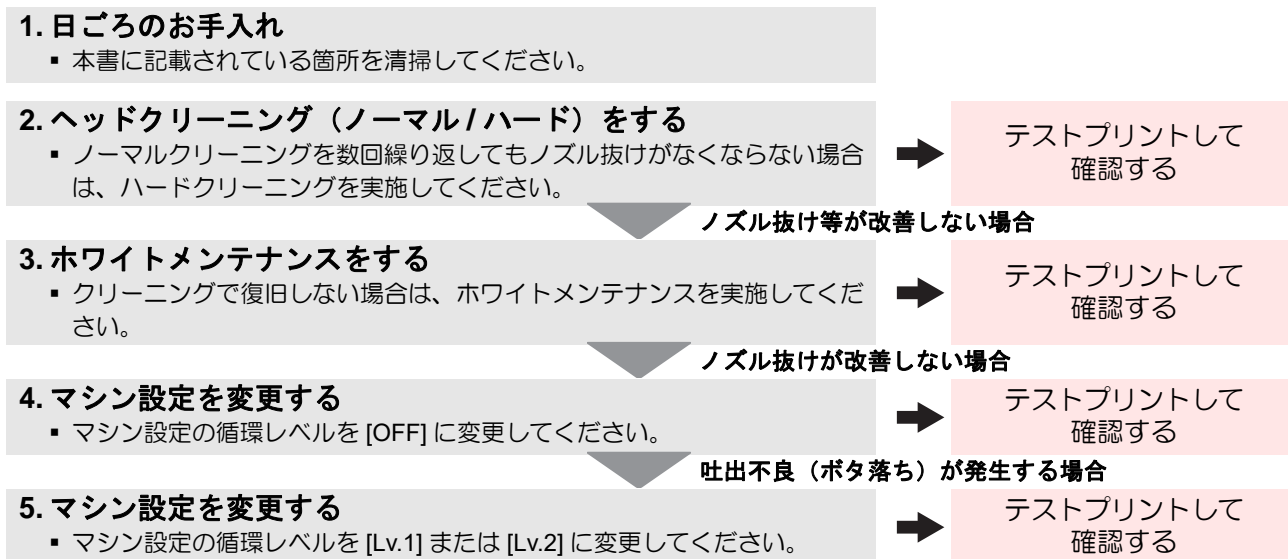 1. 日ごろのお手入れ
▪ 本書に記載されている箇所を清掃してください。
2. ヘッドクリーニング（ノーマル / ハード）をする
▪ ノーマルクリーニングを数回繰り返してもノズル抜けがなくならない場合
は、ハードクリーニングを実施してください。
テストプリントして
確認する
ノズル抜け等が改善しない場合
3. ホワイトメンテナンスをする
▪ クリーニングで復旧しない場合は、ホワイトメンテナンスを実施してくだ
さい。
テストプリントして
確認する
ノズル抜けが改善しない場合
4. マシン設定を変更する
▪ マシン設定の循環レベルを [OFF] に変更してください。
テストプリントして
確認する
吐出不良（ボタ落ち）が発生する場合
5. マシン設定を変更する
▪ マシン設定の循環レベルを [Lv.1] または [Lv.2] に変更してください。
テストプリントして
確認する